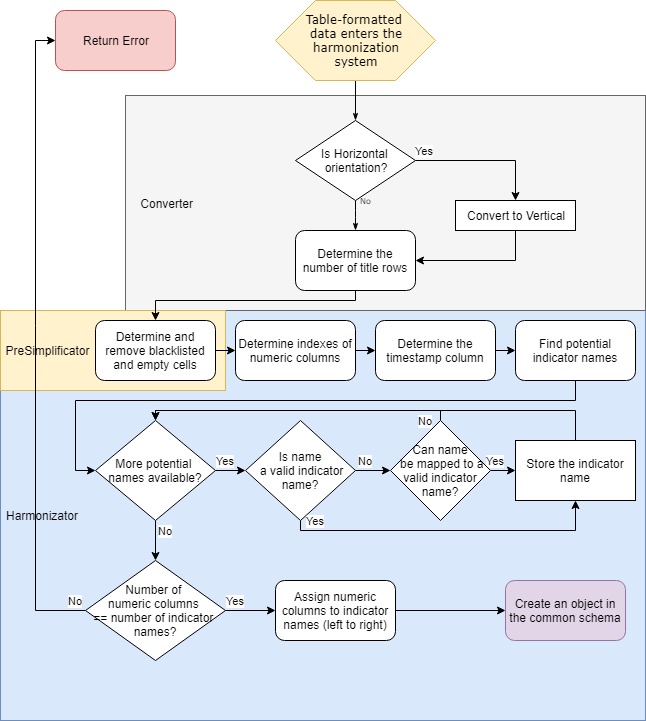 Return Error
Table-formatted
data enters the
harmonization
system
Is Horizontal
orientation?
Yes
No
Converter
Convert to Vertical
Determine the
number of title rows
PreSimplificator
Determine and
remove blacklisted
and empty cells
Determine indexes of
numeric columns
Determine the
timestamp column
Find potential
indicator names
More potential
names available?
Yes
Is name
a valid indicator
name?
No
No
Can name
be mapped to a
valid indicator
name?
Yes
Store the indicator
name
Yes
Harmonizator
No
No
Number of
numeric columns
== number of indicator
names?
Yes
Assign numeric
columns to indicator
names (left to right)
Create an object in
the common schema